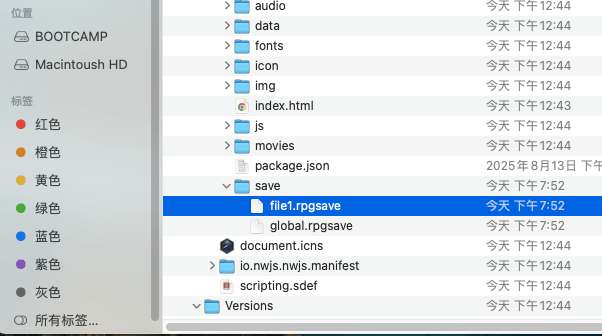 位置
BOOTCAMP
Macintoush HD
标签
红色
橙色
黄色
绿色
蓝色
紫色
灰色
所有标签...
audio 今天 下午12:44
data 今天 下午12:44
fonts 今天 下午12:44
icon 今天 下午12:44
img 今天 下午12:44
index.html 今天 下午12:43
js 今天 下午12:44
movies 今天 下午12:44
package.json 2025年8月13日 下午
save 今天 下午7:52
file1.rpgsave 今天 下午7:52
global.rpgsave 今天 下午7:52
document.icns 今天 下午12:44
io.nwjs.nwjs.manifest 今天 下午12:44
scripting.sdef 今天 下午12:44
Versions 今天 下午12:44